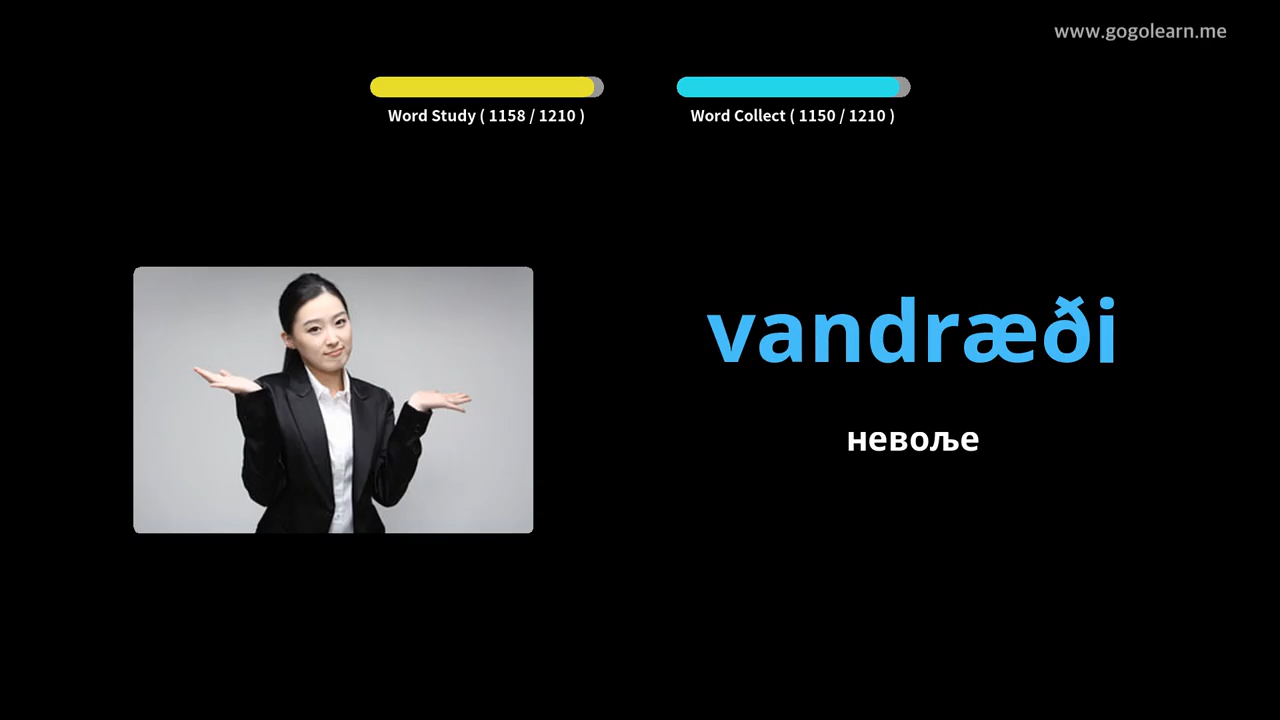 www.gogolearn.me
Word Study ( 1158 / 1210 )
Word Collect ( 1150 / 1210 )
vandræði
невоље